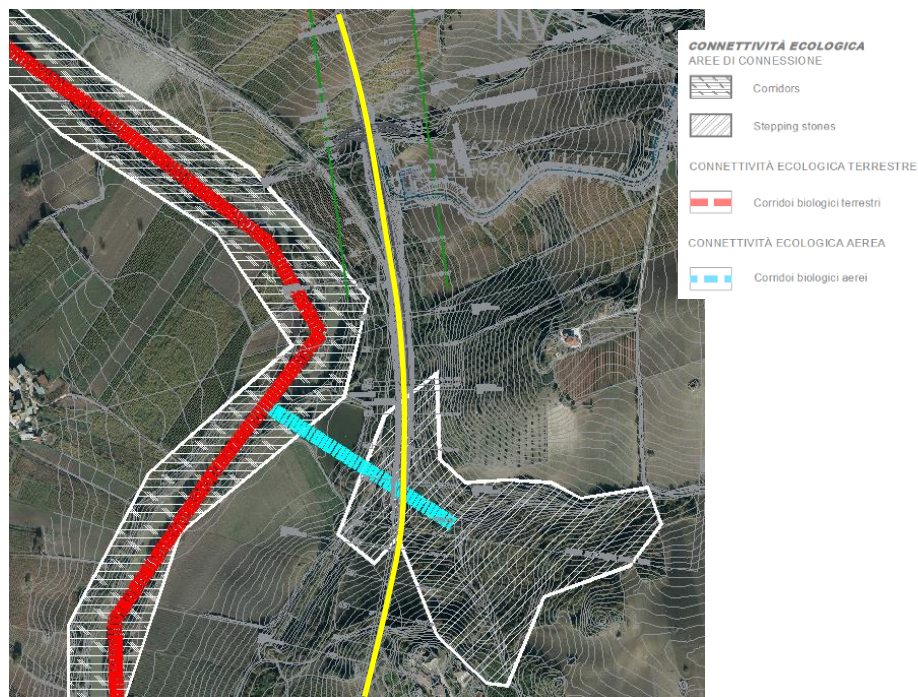 CONNETTIVITÀ ECOLOGICA
AREE DI CONNESSIONE
Corridors
Stepping stones
CONNETTIVITÀ ECOLOGICA TERRESTRE
Corridoi biologici terrestri
CONNETTIVITÀ ECOLOGICA AEREA
Corridoi biologici aerei